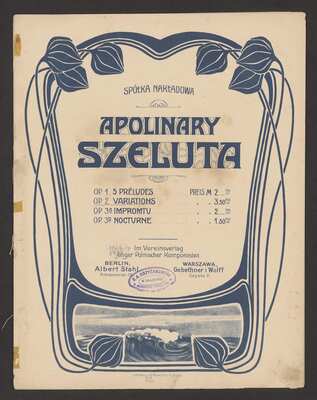 SPÓŁKA NAKŁADOWA
APOLINARY
SZELUTA
OP. 1. 5 PRÉLUDES PREIS M. 2
OP. 2. VARIATIONS 3.50
OP. 3a IMPROMTU 2
OP. 3b NOCTURNE 1.50
Im Vereinsverlag
junger Polnischer Komponisten
BERLIN, WARSZAWA,
Albert Stahl Gebethner i Wolff